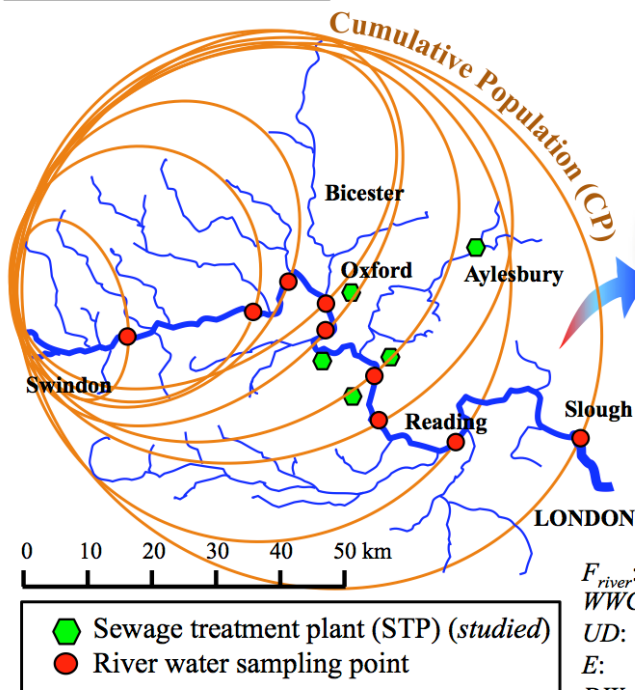 Cumulative Population (CP)
Bicester
Oxford
Aylesbury
Swindon
Reading
Slough
LONDON
0 10 20 30 40 50 km
F_river:
UD:
E:
Sewage treatment plant (STP) (studied)
River water sampling point